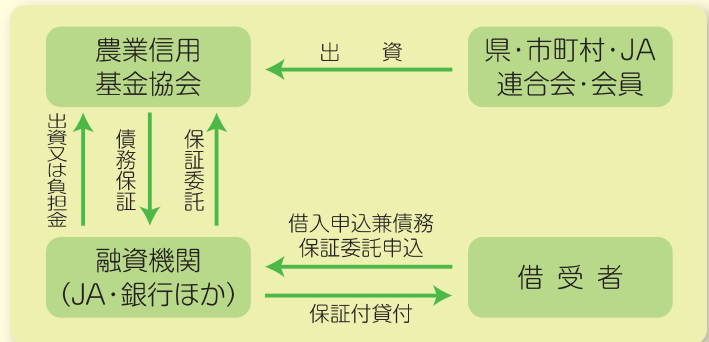 農業信用
基金協会
出　資
県・市町村・JA
連合会・会員
出資又は負担金
債務保証
保証委託
借入申込兼債務
保証委託申込
融資機関
(JA・銀行ほか)
借 受 者
保証付貸付